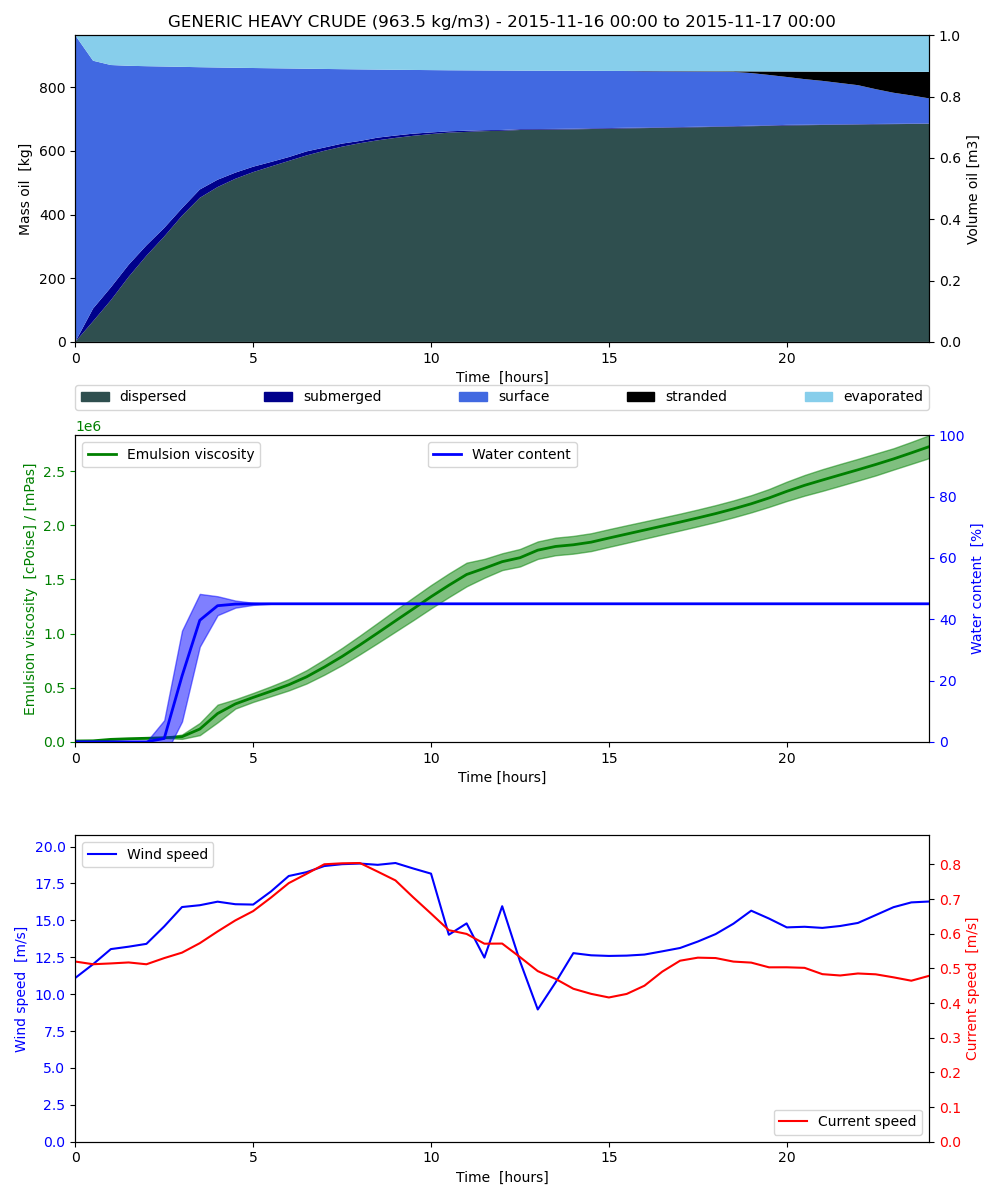 GENERIC HEAVY CRUDE (963.5 kg/m3) - 2015-11-16 00:00 to 2015-11-17 00:00
Mass oil [kg]
800
600
400
200
0
1.0
0.8
0.6
0.4
0.2
0.0
Volume oil [m3]
0 5 10 15 20
Time [hours]
dispersed submerged surface stranded evaporated
1e6
Emulsion viscosity [cPoise] / [mPas]
2.5
2.0
1.5
1.0
0.5
0.0
Emulsion viscosity
Water content
100
80
60
40
20
0
Water content [%]
0 5 10 15 20
Time [hours]
Wind speed [m/s]
20.0
17.5
15.0
12.5
10.0
7.5
5.0
2.5
0.0
Wind speed
0.8
0.7
0.6
0.5
0.4
0.3
0.2
0.1
0.0
Current speed [m/s]
Current speed
0 5 10 15 20
Time [hours]